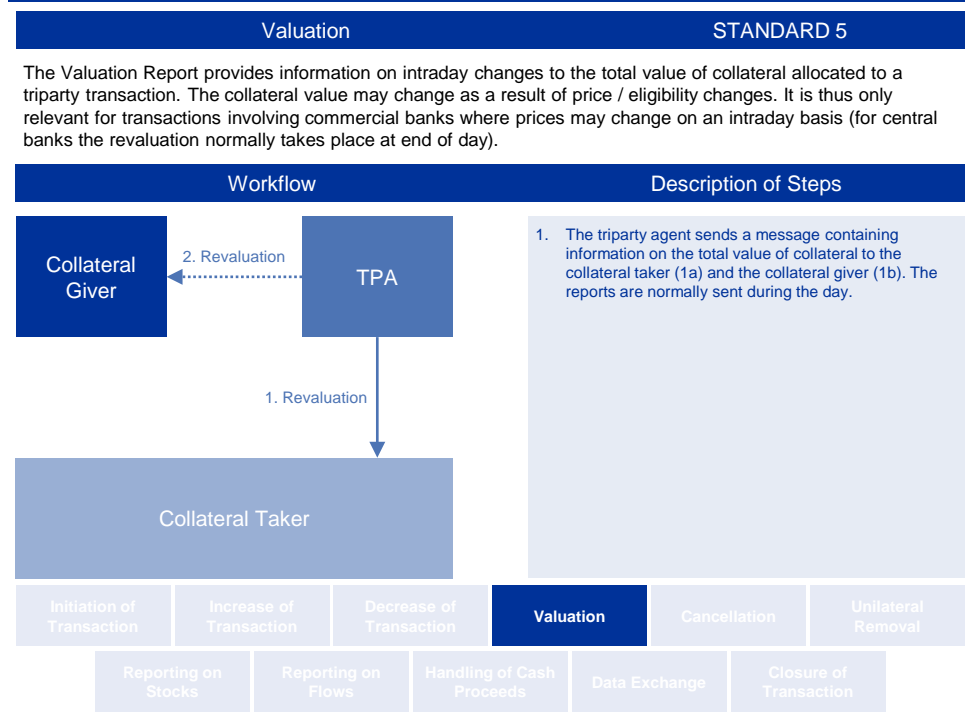 Valuation
STANDARD 5
The Valuation Report provides information on intraday changes to the total value of collateral allocated to a
triparty transaction. The collateral value may change as a result of price / eligibility changes. It is thus only
relevant for transactions involving commercial banks where prices may change on an intraday basis (for central
banks the revaluation normally takes place at end of day).
Workflow
Description of Steps
Collateral
Giver
2. Revaluation
TPA
1. Revaluation
Collateral Taker
1. The triparty agent sends a message containing
information on the total value of collateral to the
collateral taker (1a) and the collateral giver (1b). The
reports are normally sent during the day.
Initiation of
Transaction
Increase of
Transaction
Decrease of
Transaction
Valuation
Cancellation
Unilateral
Removal
Reporting on
Stocks
Reporting on
Flows
Handling of Cash
Proceeds
Data Exchange
Closure of
Transaction